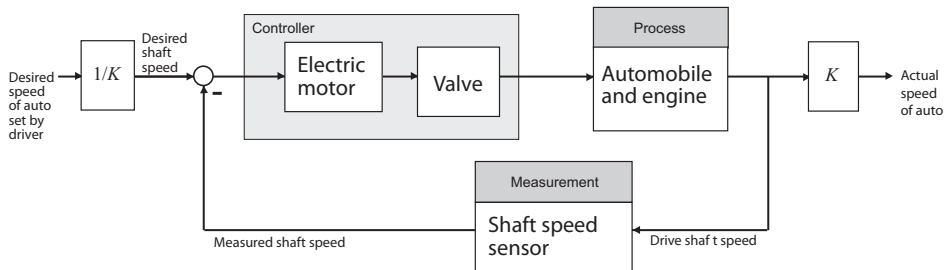 Desired
speed
of auto
set by
driver
1/K
Desired
shaft
speed
-
Controller
Electric
motor
Valve
Process
Automobile
and engine
K
Actual
speed
of auto
Measurement
Shaft speed
sensor
Measured shaft speed
Drive shaf t speed